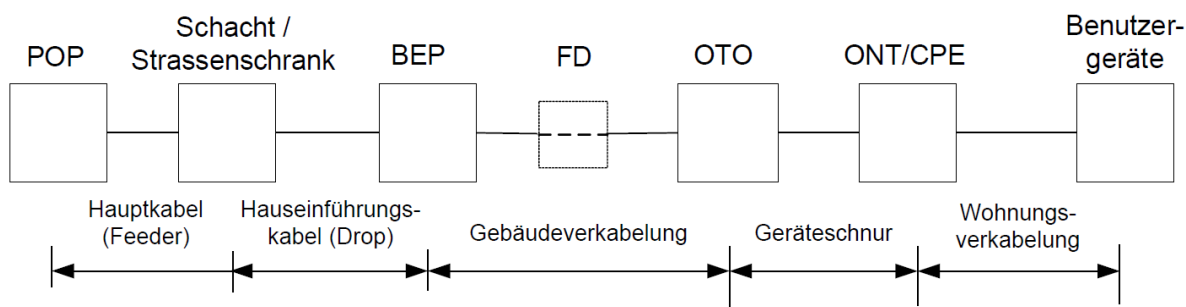 POP
Schacht /
Strassenschrank
BEP
FD
OTO
ONT/CPE
Benutzer-
geräte
Hauptkabel
(Feeder)
Hauseinführungs-
kabel (Drop)
Gebäudeverkabelung
Geräteschnur
Wohnungs-
verkabelung